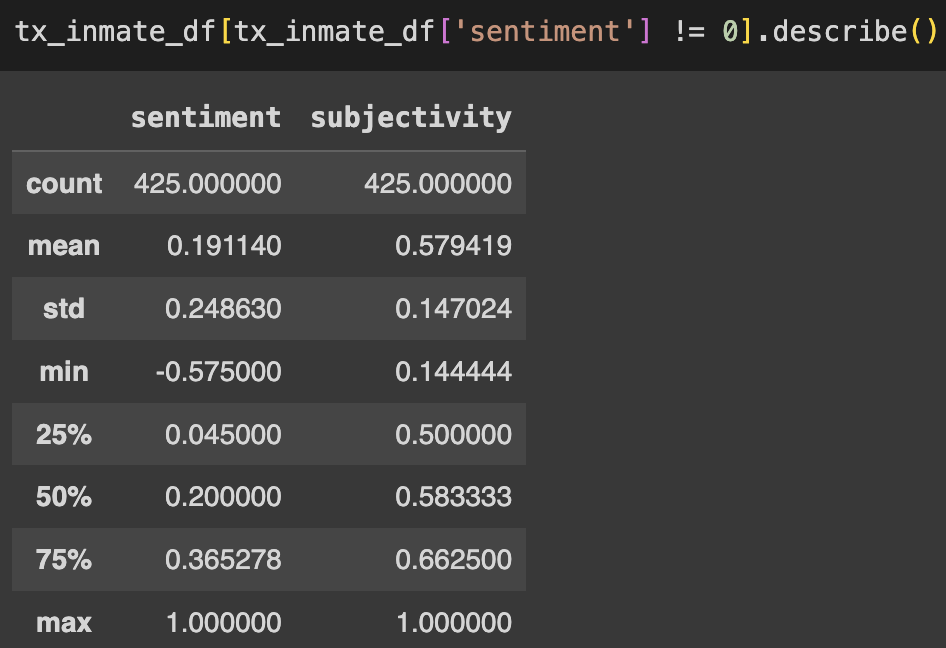 tx_inmate_df[tx_inmate_df['sentiment'] != 0].describe()
sentiment subjectivity
count 425.000000 425.000000
mean 0.191140 0.579419
std 0.248630 0.147024
min -0.575000 0.144444
25% 0.045000 0.500000
50% 0.200000 0.583333
75% 0.365278 0.662500
max 1.000000 1.000000